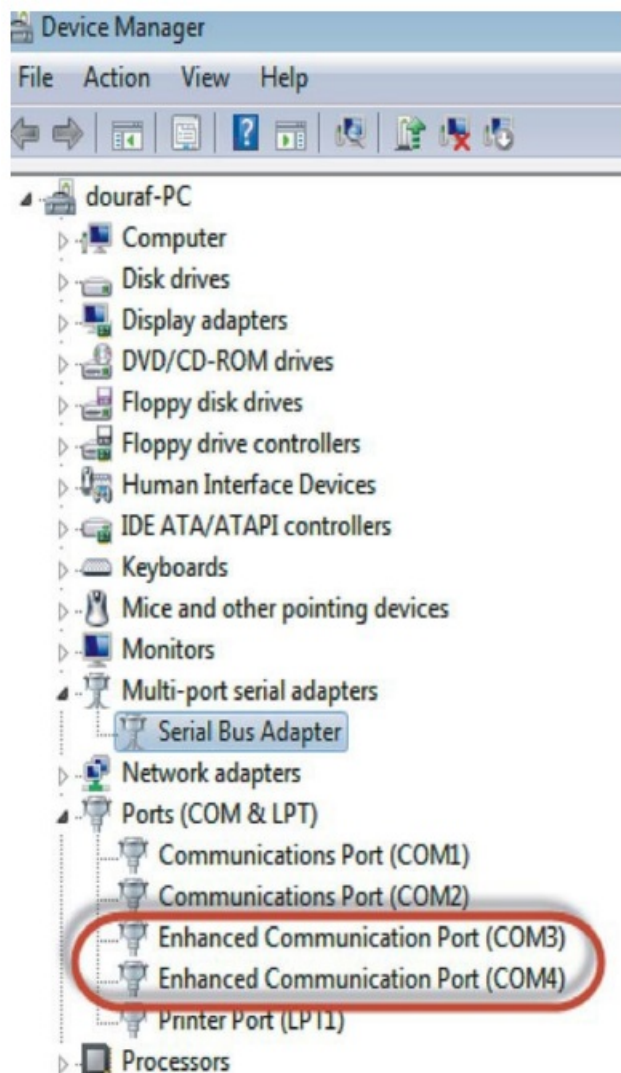 Device Manager
File Action View Help
douraf-PC
Computer
Disk drives
Display adapters
DVD/CD-ROM drives
Floppy disk drives
Floppy drive controllers
Human Interface Devices
IDE ATA/ATAPI controllers
Keyboards
Mice and other pointing devices
Monitors
Multi-port serial adapters
Serial Bus Adapter
Network adapters
Ports (COM & LPT)
Communications Port (COM1)
Communications Port (COM2)
Enhanced Communication Port (COM3)
Enhanced Communication Port (COM4)
Printer Port (LPT1)
Processors